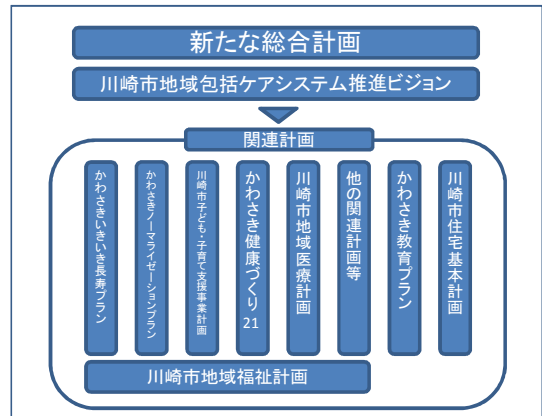 新たな総合計画
川崎市地域包括ケアシステム推進ビジョン
関連計画
かわさきいきいき長寿プラン
かわさきノーマライゼーションプラン
川崎市子ども・子育て支援事業計画
かわさき健康づくり21
川崎市地域医療計画
他の関連計画等
かわさき教育プラン
川崎市住宅基本計画
川崎市地域福祉計画